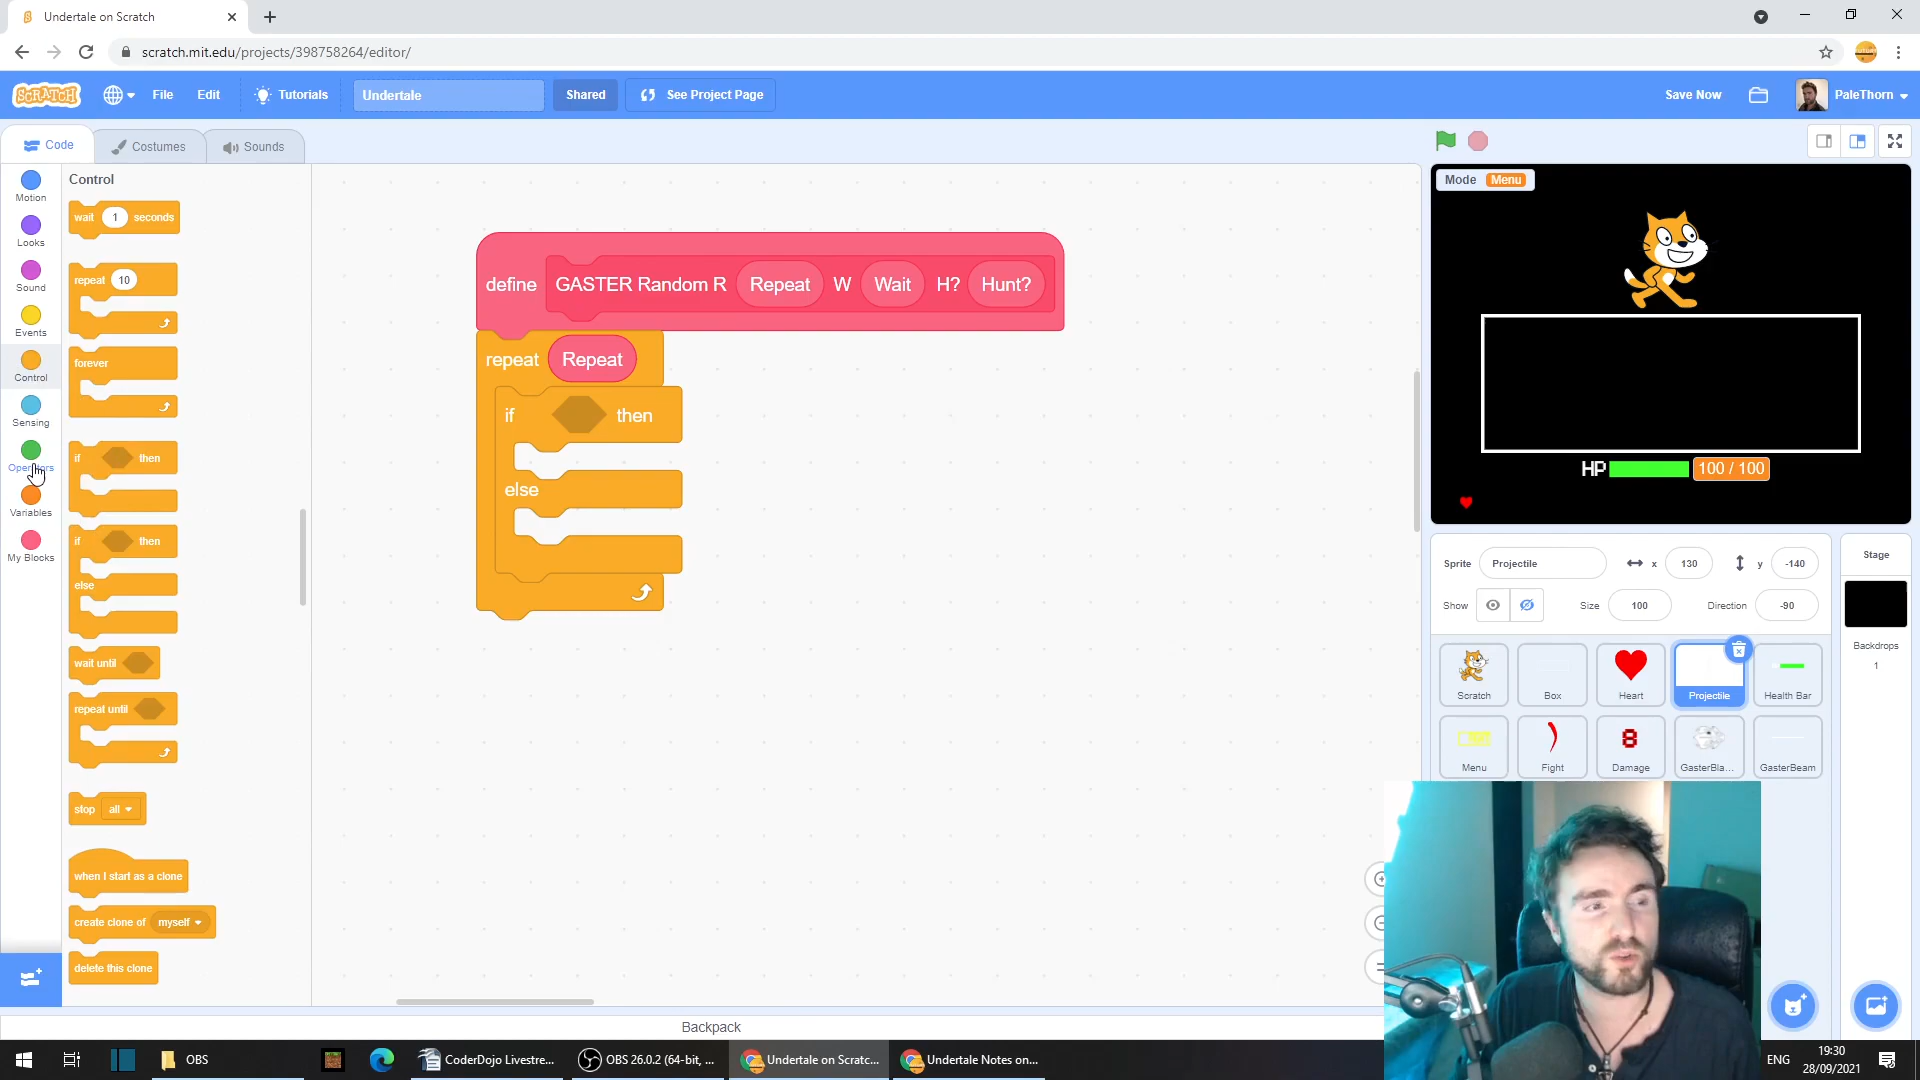 Undertale on Scratch
scratch.mit.edu/projects/398758264/editor/
SCRATCH File Edit Tutorials Undertale Shared See Project Page Save Now PaleThorn
Code Costumes Sounds
Motion
Looks
Sound
Events
Control
Sensing
Operators
Variables
My Blocks
Control
wait 1 seconds
repeat 10
forever
if then
if then
else
wait until
repeat until
stop all
when I start as a clone
create clone of myself
delete this clone
define GASTER Random R Repeat W Wait H? Hunt?
repeat Repeat
if then
else
Mode Menu
HP 100 / 100
Sprite Projectile x 130 y -140
Show Size 100 Direction -90
Scratch Box Heart Projectile Health Bar
Menu Fight 8 Damage GasterBla... GasterBeam
Stage
Backdrops
1
Backpack
OBS
CoderDojo Livestre...
OBS 26.0.2 (64-bit, ...
Undertale on Scratc...
Undertale Notes on...
ENG
19:30
28/09/2021